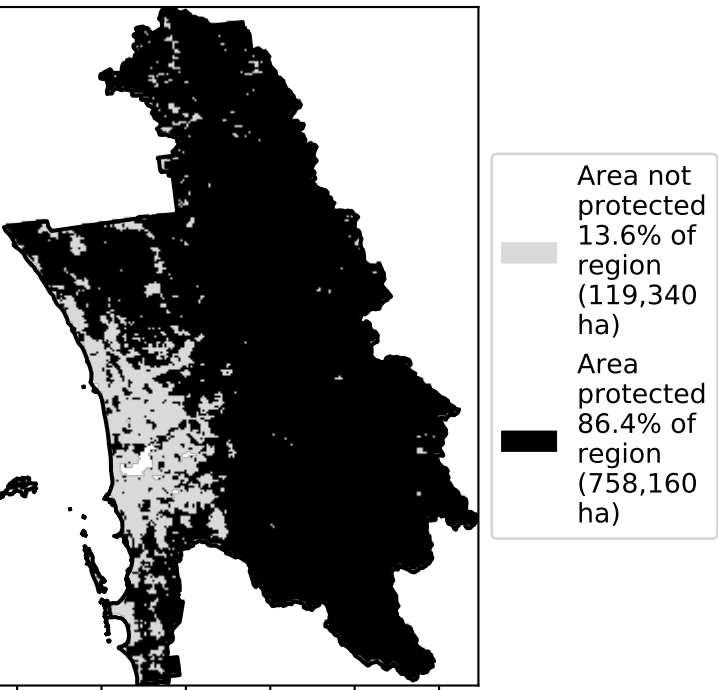 Area not
protected
13.6% of
region
(119,340
ha)
Area
protected
86.4% of
region
(758,160
ha)